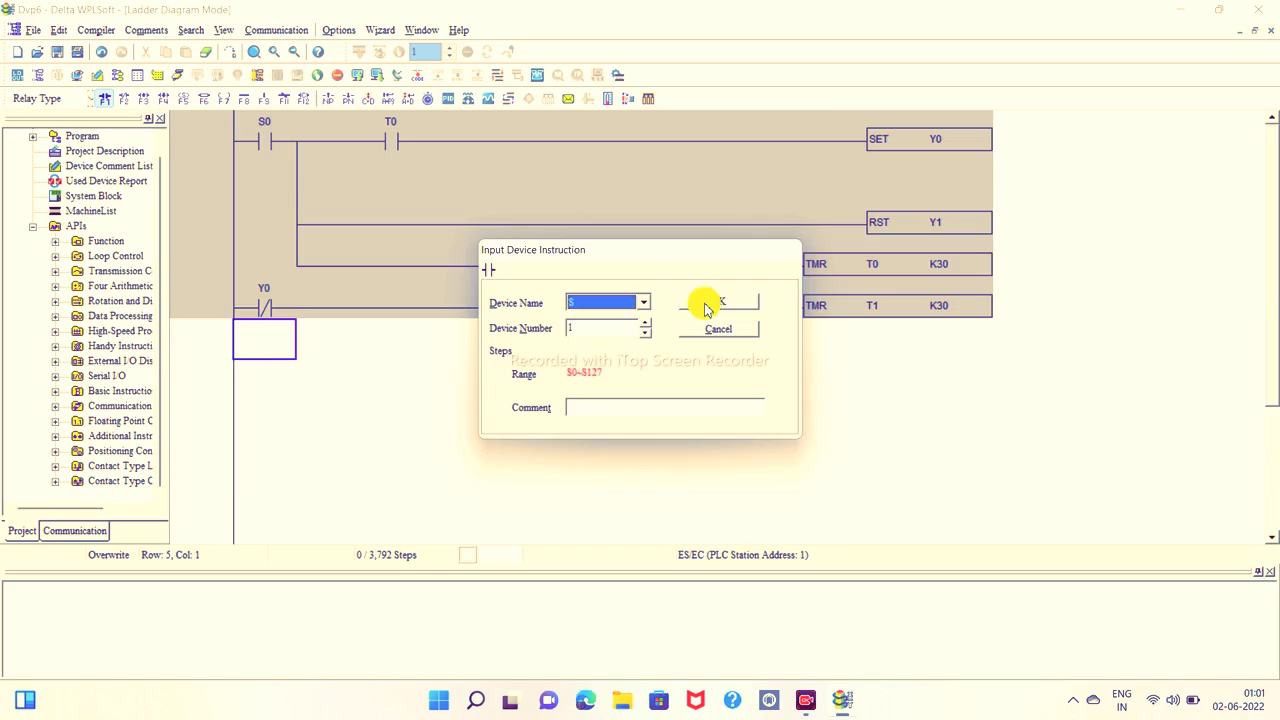 Dvp6 - Delta WPLSoft - [Ladder Diagram Mode]
File Edit Compiler Comments Search View Communication Options Wizard Window Help
1
Relay Type
Program
Project Description
Device Comment List
Used Device Report
System Block
MachineList
APIs
Function
Loop Control
Transmission C
Four Arithmetic
Rotation and Di
Data Processing
High-Speed Pro
Handy Instructi
External I/O Dis
Serial I/O
Basic Instructio
Communication
Floating Point C
Additional Instr
Positioning Con
Contact Type L
Contact Type C
Project Communication
S0 T0 SET Y0
RST Y1
TMR T0 K30
Y0 TMR T1 K30
Input Device Instruction
Device Name S
Device Number 1 Cancel
Steps
Recorded with iTop Screen Recorder
Range S0~S127
Comment
Overwrite Row: 5, Col: 1 0 / 3,792 Steps ES/EC (PLC Station Address: 1)
ENG
IN
01:01
02-06-2022